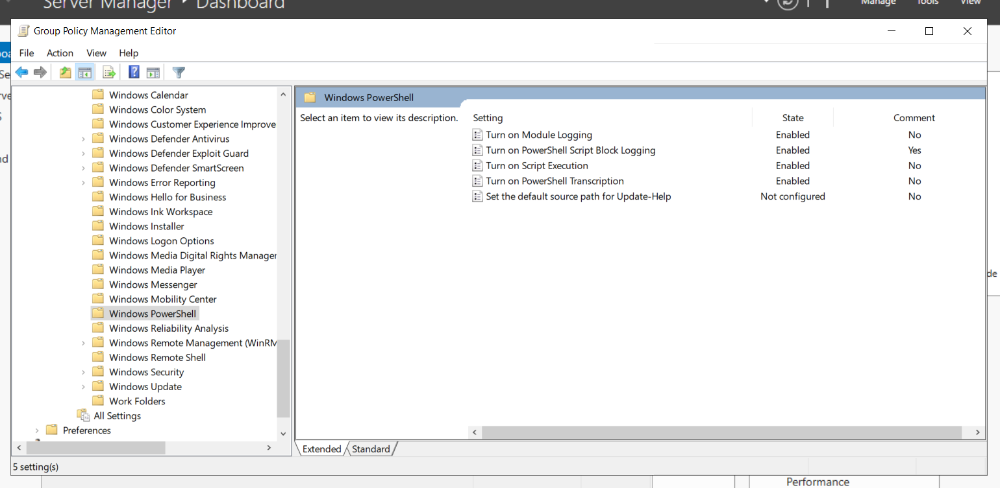 Server Manager · Dashboard
Manage Tools View
Group Policy Management Editor
File Action View Help
Windows Calendar
Windows Color System
Windows Customer Experience Improve
Windows Defender Antivirus
Windows Defender Exploit Guard
Windows Defender SmartScreen
Windows Error Reporting
Windows Hello for Business
Windows Ink Workspace
Windows Installer
Windows Logon Options
Windows Media Digital Rights Manager
Windows Media Player
Windows Messenger
Windows Mobility Center
Windows PowerShell
Windows Reliability Analysis
Windows Remote Management (WinRM
Windows Remote Shell
Windows Security
Windows Update
Work Folders
All Settings
Preferences
Windows PowerShell
Select an item to view its description.
Setting State Comment
Turn on Module Logging Enabled No
Turn on PowerShell Script Block Logging Enabled Yes
Turn on Script Execution Enabled No
Turn on PowerShell Transcription Enabled No
Set the default source path for Update-Help Not configured No
Extended Standard
5 setting(s)
Performance